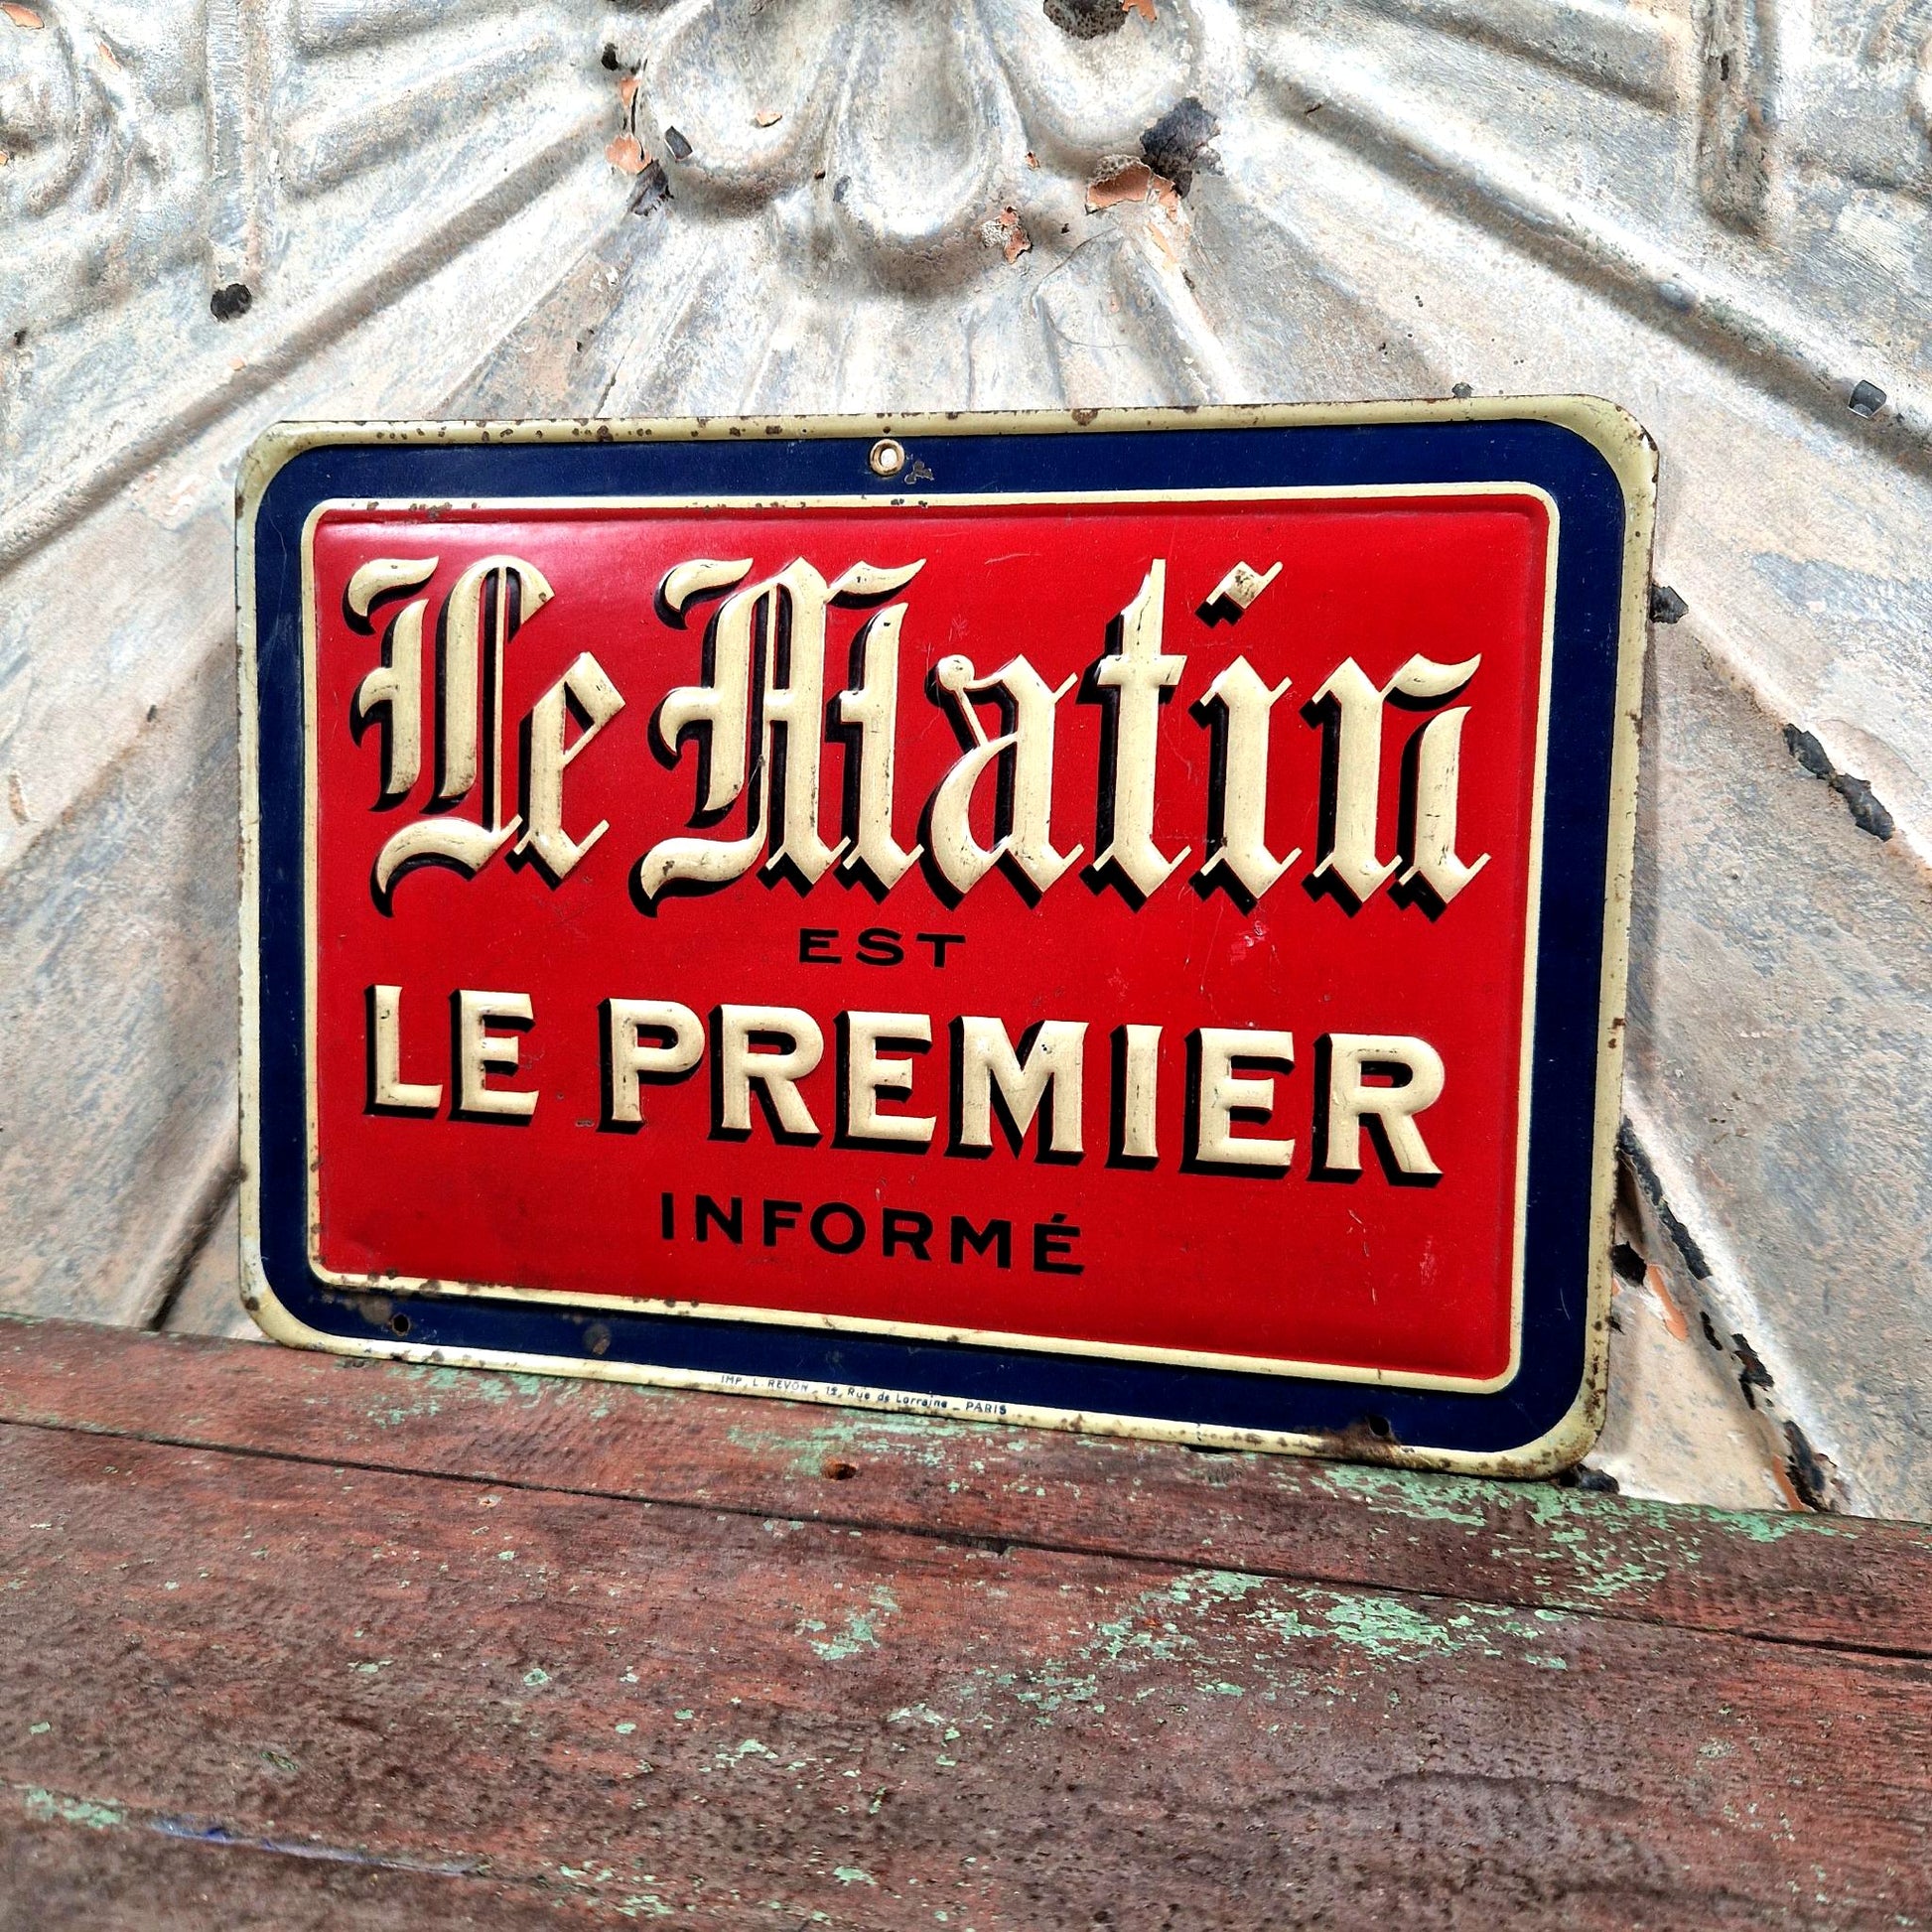 Le Matin
EST
LE PREMIER
INFORMÉ
IMP. L. REVON - 12, Rue de Lorraine - PARIS